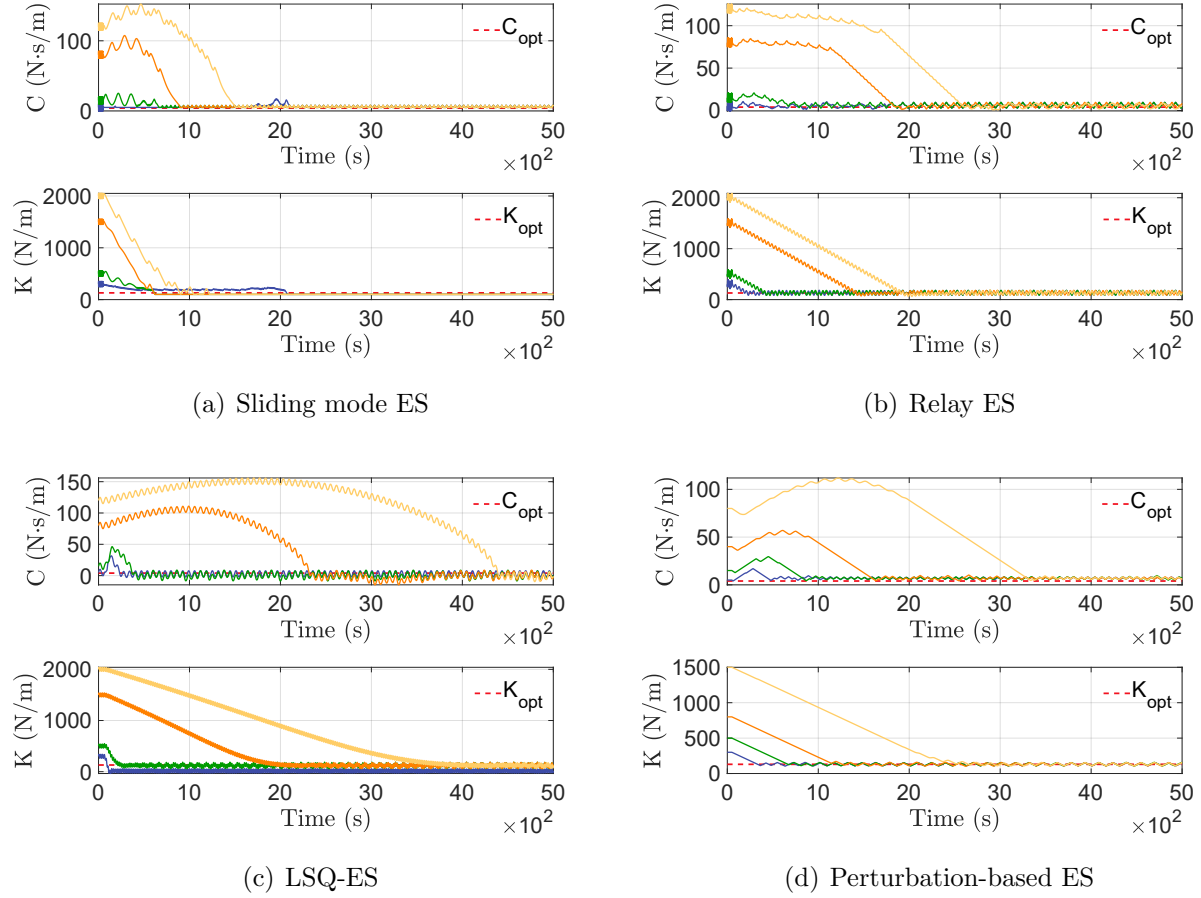 C (N·s/m)
100
0
C_opt
0 10 20 30 40 50
Time (s)
×10^2
K (N/m)
2000
1000
0
K_opt
0 10 20 30 40 50
Time (s)
×10^2
(a) Sliding mode ES
C (N·s/m)
100
50
0
C_opt
0 10 20 30 40 50
Time (s)
×10^2
K (N/m)
2000
1000
0
K_opt
0 10 20 30 40 50
Time (s)
×10^2
(b) Relay ES
C (N·s/m)
150
100
50
0
C_opt
0 10 20 30 40 50
Time (s)
×10^2
K (N/m)
2000
1000
0
K_opt
0 10 20 30 40 50
Time (s)
×10^2
(c) LSQ-ES
C (N·s/m)
100
50
0
C_opt
0 10 20 30 40 50
Time (s)
×10^2
K (N/m)
1500
1000
500
0
K_opt
0 10 20 30 40 50
Time (s)
×10^2
(d) Perturbation-based ES